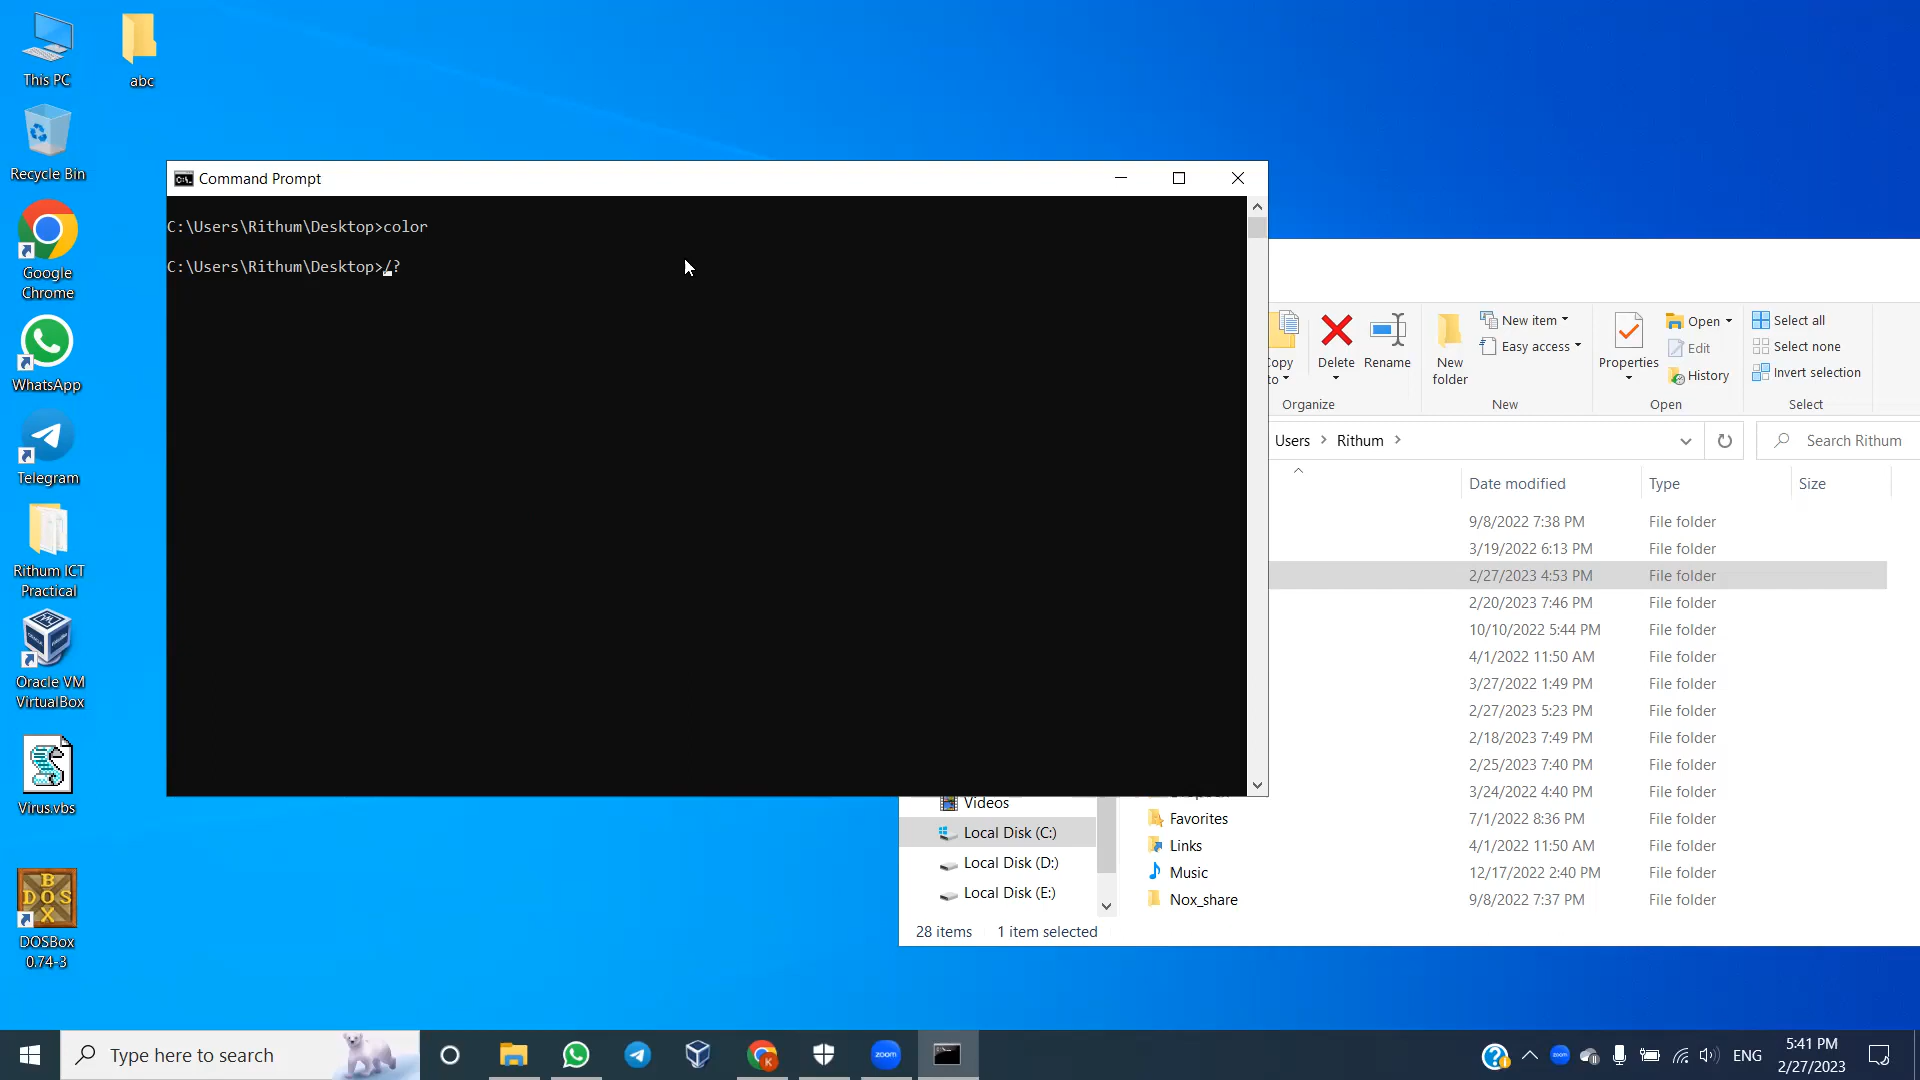 This PC
abc
Recycle Bin
Google
Chrome
WhatsApp
Telegram
Rithum ICT
Practical
Oracle VM
VirtualBox
Virus.vbs
DOSBox
0.74-3
Command Prompt
C:\Users\Rithum\Desktop>color
C:\Users\Rithum\Desktop>/?
Delete
Rename
Organize
New
folder
New item
Easy access
New
Properties
Open
Edit
History
Open
Select all
Select none
Invert selection
Select
Users > Rithum >
Search Rithum
Date modified Type Size
9/8/2022 7:38 PM File folder
3/19/2022 6:13 PM File folder
2/27/2023 4:53 PM File folder
2/20/2023 7:46 PM File folder
10/10/2022 5:44 PM File folder
4/1/2022 11:50 AM File folder
3/27/2022 1:49 PM File folder
2/27/2023 5:23 PM File folder
2/18/2023 7:49 PM File folder
2/25/2023 7:40 PM File folder
3/24/2022 4:40 PM File folder
Favorites 7/1/2022 8:36 PM File folder
Links 4/1/2022 11:50 AM File folder
Music 12/17/2022 2:40 PM File folder
Nox_share 9/8/2022 7:37 PM File folder
Videos
Local Disk (C:)
Local Disk (D:)
Local Disk (E:)
28 items 1 item selected
Type here to search
zoom
ENG
5:41 PM
2/27/2023